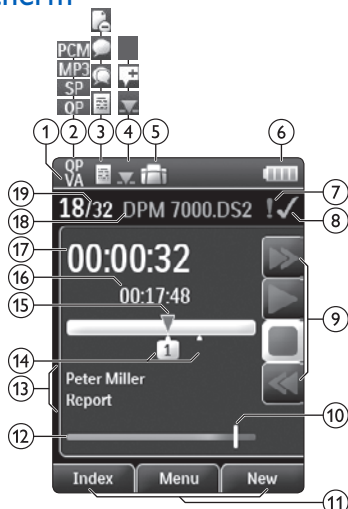 herm
PCM
MP3
SP
QP
1 2 3 4 5 6
QP
VA
19 18/32 DPM 7000.DS2 ! 7
18 8
17 00:00:32
16 00:17:48
15 9
14 1
13 Peter Miller
Report
10
12
Index Menu New
11